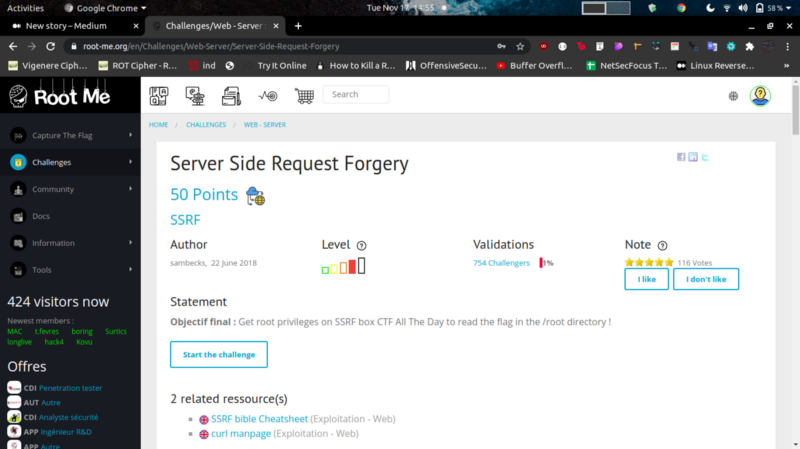 Activities
Google Chrome
Tue Nov 17 14:55
58 %
New story – Medium
Challenges/Web - Server :
root-me.org/en/Challenges/Web-Server/Server-Side-Request-Forgery
Vigenere Ciph...
ROT Cipher - R...
Ind
Try It Online
How to Kill a R...
OffensiveSecu...
Buffer Overfl...
NetSecFocus T...
Linux Reverse...
Root Me
Search
Capture The Flag
Challenges
Community
Docs
Information
Tools
424 visitors now
Newest members :
MAC t.fevres boring Surtics
longlive hack4 Kovu
Offres
CDI Penetration tester
AUT Autre
CDI Analyste sécurité
APP Ingénieur R&D
APP Autre
HOME / CHALLENGES / WEB - SERVER
Server Side Request Forgery
50 Points
SSRF
Author
sambecks, 22 June 2018
Level
Validations
754 Challengers 1%
Note
116 Votes
I like
I don't like
Statement
Objectif final : Get root privileges on SSRF box CTF All The Day to read the flag in the /root directory !
Start the challenge
2 related ressource(s)
SSRF bible Cheatsheet (Exploitation - Web)
curl manpage (Exploitation - Web)